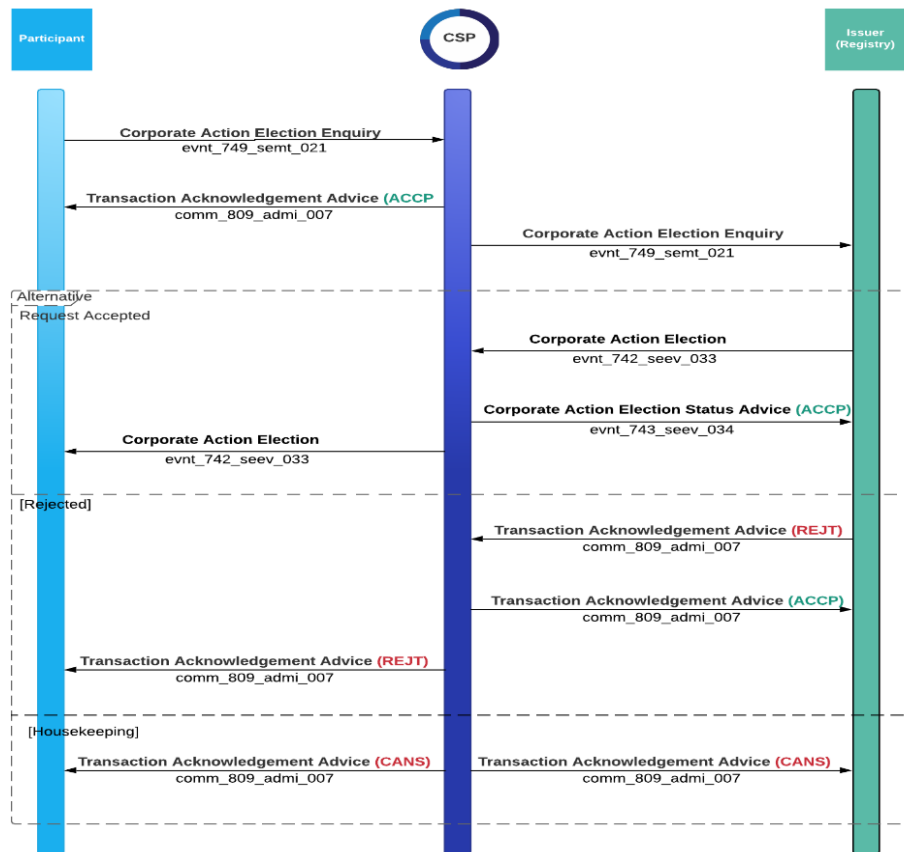 Participant
CSP
Issuer
(Registry)
Corporate Action Election Enquiry
evnt_749_semt_021
Transaction Acknowledgement Advice (ACCP
comm_809_admi_007
Corporate Action Election Enquiry
evnt_749_semt_021
Alternative
Request Accepted
Corporate Action Election
evnt_742_seev_033
Corporate Action Election Status Advice (ACCP)
evnt_743_seev_034
Corporate Action Election
evnt_742_seev_033
[Rejected]
Transaction Acknowledgement Advice (REJT)
comm_809_admi_007
Transaction Acknowledgement Advice (ACCP)
comm_809_admi_007
Transaction Acknowledgement Advice (REJT)
comm_809_admi_007
[Housekeeping]
Transaction Acknowledgement Advice (CANS)
comm_809_admi_007
Transaction Acknowledgement Advice (CANS)
comm_809_admi_007